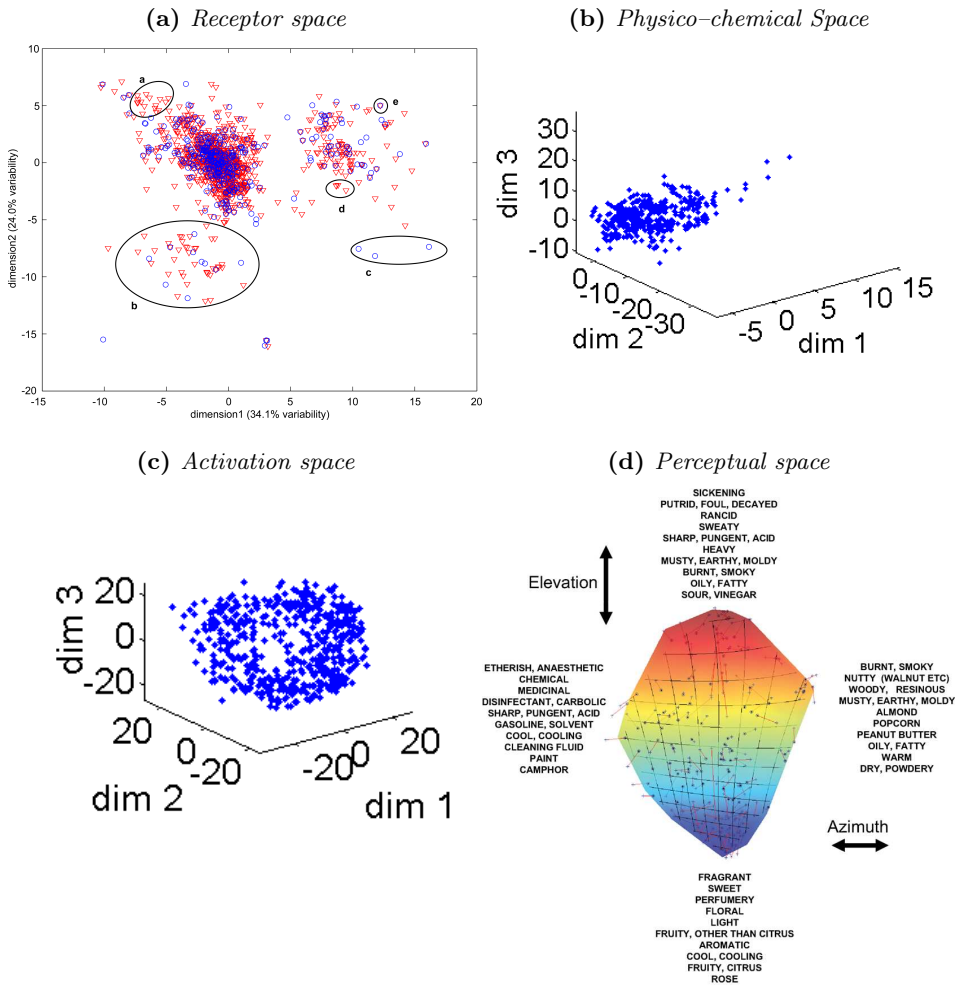 (a) Receptor space
10
5
0
-5
-10
-15
-20
dimension2 (24.0% variability)
a
e
d
c
b
-15 -10 -5 0 5 10 15 20
dimension1 (34.1% variability)
(b) Physico–chemical Space
30
20
10
0
-10
dim 3
0
-10
-20
-30
dim 2
-5
0
5
10
15
dim 1
(c) Activation space
20
0
-20
dim 3
20
0
-20
dim 2
-20
0
20
dim 1
(d) Perceptual space
SICKENING
PUTRID, FOUL, DECAYED
RANCID
SWEATY
SHARP, PUNGENT, ACID
HEAVY
MUSTY, EARTHY, MOLDY
BURNT, SMOKY
OILY, FATTY
SOUR, VINEGAR
Elevation
ETHERISH, ANAESTHETIC
CHEMICAL
MEDICINAL
DISINFECTANT, CARBOLIC
SHARP, PUNGENT, ACID
GASOLINE, SOLVENT
COOL, COOLING
CLEANING FLUID
PAINT
CAMPHOR
BURNT, SMOKY
NUTTY (WALNUT ETC)
WOODY, RESINOUS
MUSTY, EARTHY, MOLDY
ALMOND
POPCORN
PEANUT BUTTER
OILY, FATTY
WARM
DRY, POWDERY
Azimuth
FRAGRANT
SWEET
PERFUMERY
FLORAL
LIGHT
FRUITY, OTHER THAN CITRUS
AROMATIC
COOL, COOLING
FRUITY, CITRUS
ROSE